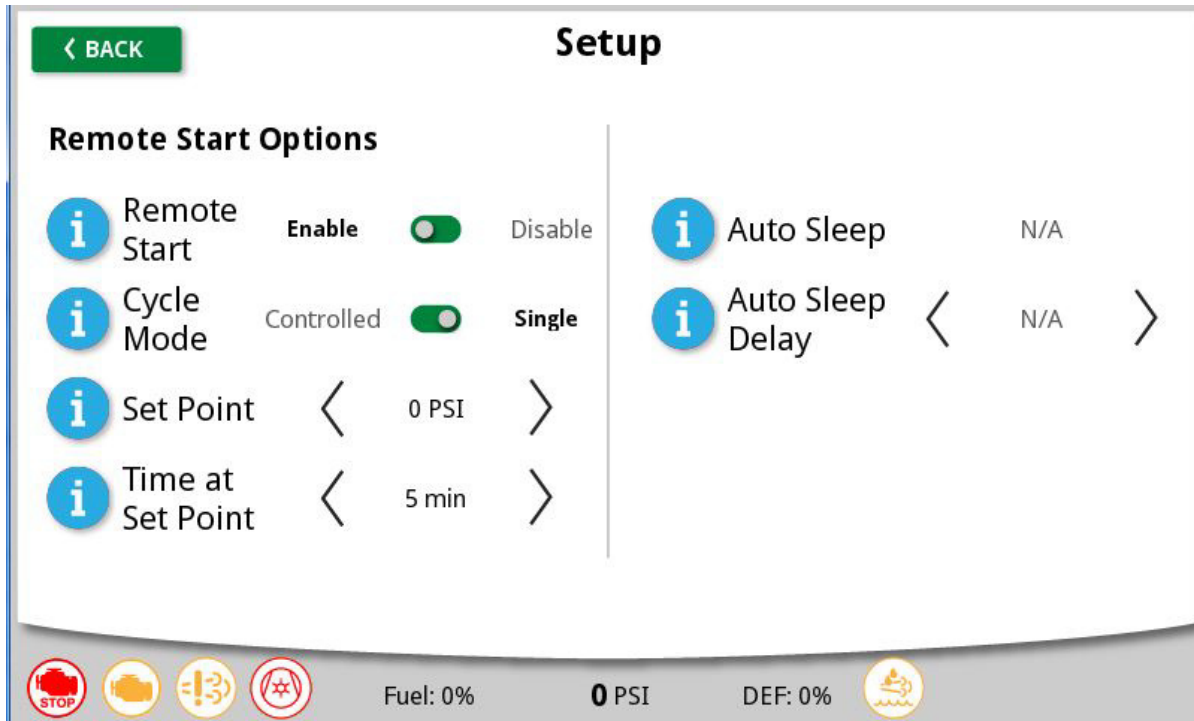 BACK
Setup
Remote Start Options
Remote
Start
Enable
Disable
Cycle
Mode
Controlled
Single
Set Point
0 PSI
Time at
Set Point
5 min
Auto Sleep
N/A
Auto Sleep
Delay
N/A
STOP
Fuel: 0%
0 PSI
DEF: 0%